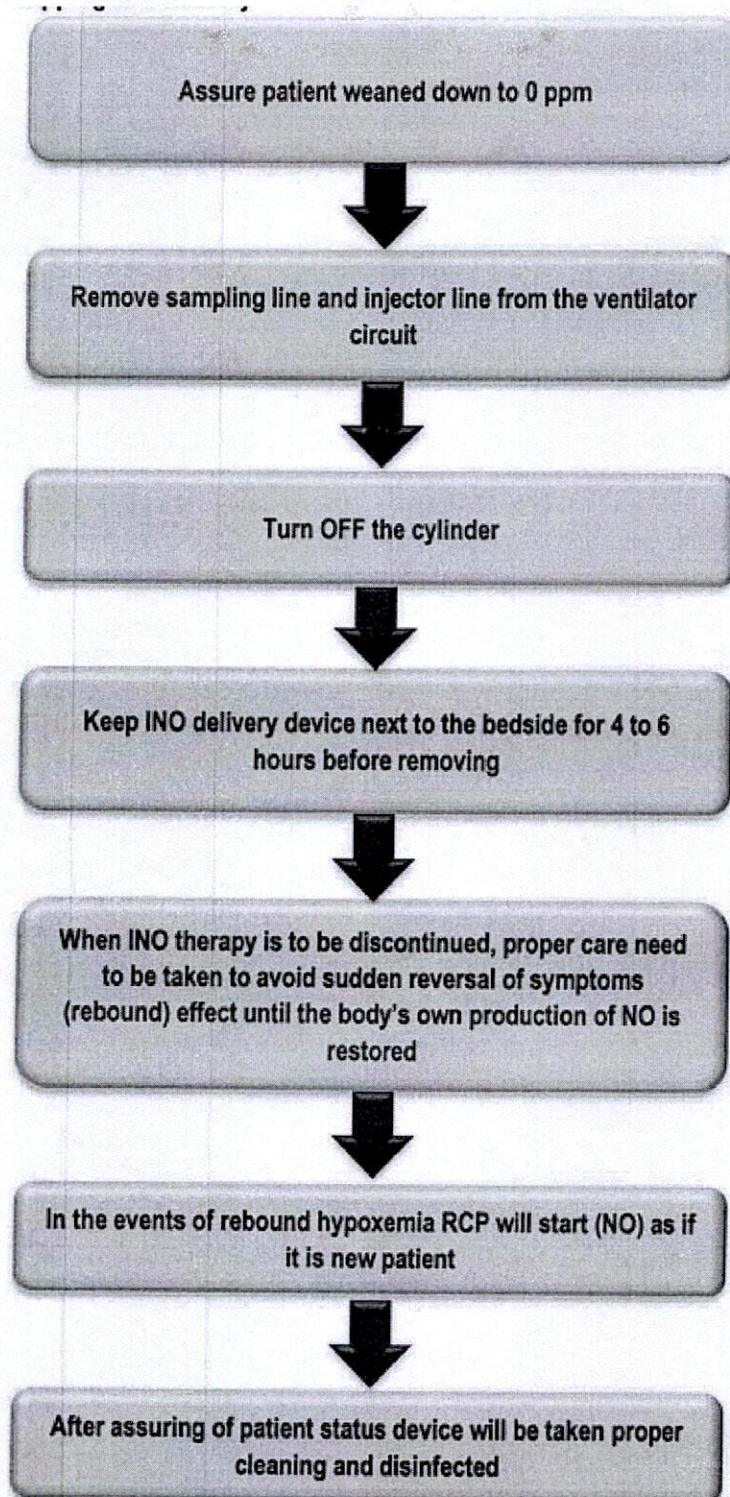 Assure patient weaned down to 0 ppm
Remove sampling line and injector line from the ventilator
circuit
Turn OFF the cylinder
Keep INO delivery device next to the bedside for 4 to 6
hours before removing
When INO therapy is to be discontinued, proper care need
to be taken to avoid sudden reversal of symptoms
(rebound) effect until the body's own production of NO is
restored
In the events of rebound hypoxemia RCP will start (NO) as if
it is new patient
After assuring of patient status device will be taken proper
cleaning and disinfected